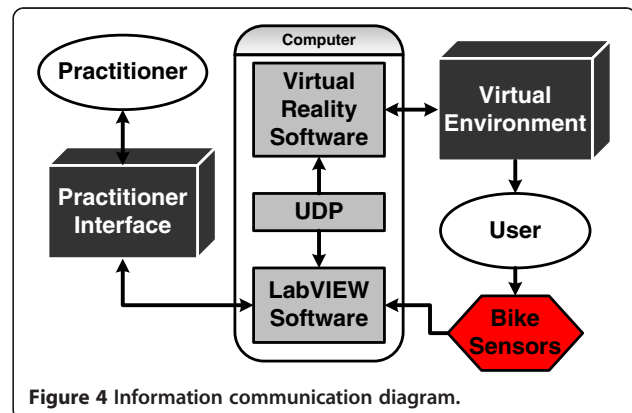 Computer
Practitioner
Virtual
Reality
Software
Virtual
Environment
Practitioner
Interface
UDP
User
LabVIEW
Software
Bike
Sensors
Figure 4 Information communication diagram.